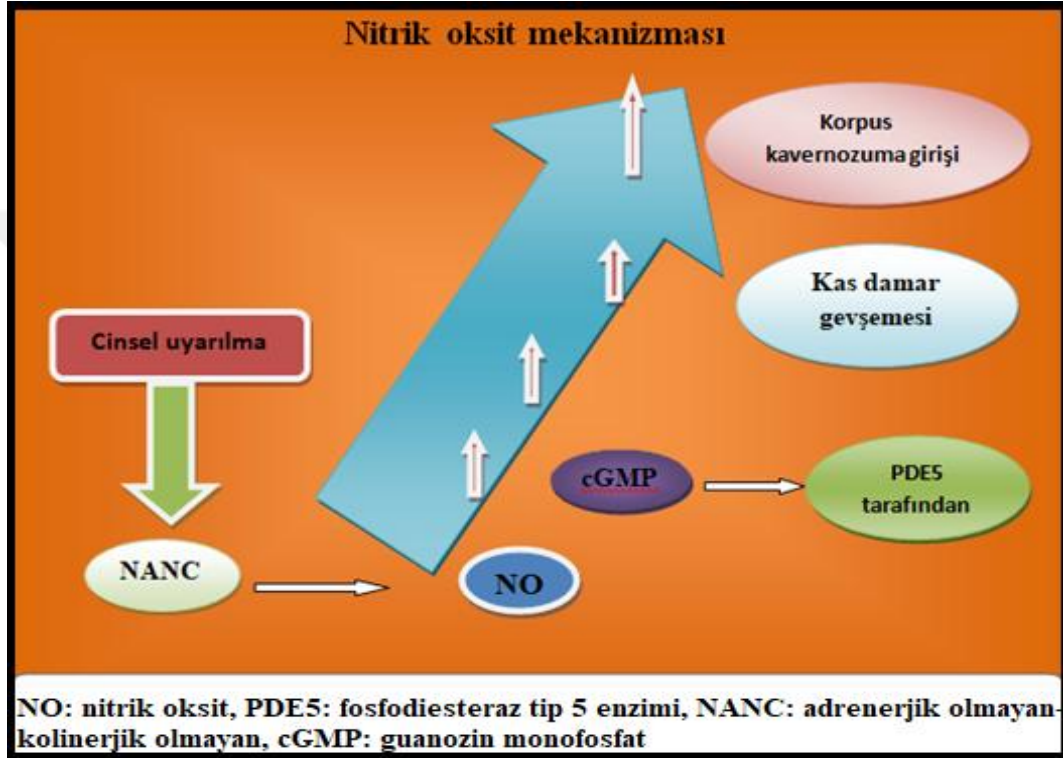 Nitrik oksit mekanizması
Korpus
kavernozuma girişi
Kas damar
gevşemesi
Cinsel uyarılma
cGMP
PDE5
tarafından
NANC
NO
NO: nitrik oksit, PDE5: fosfodiesteraz tip 5 enzimi, NANC: adrenerjik olmayan-
kolinerjik olmayan, cGMP: guanozin monofosfat